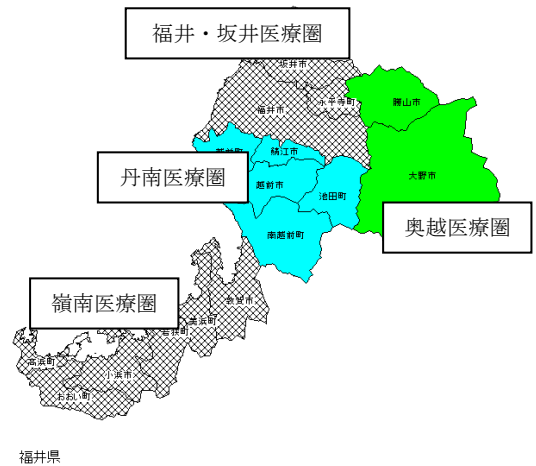 福井・坂井医療圏
坂井市
永平寺町
勝山市
福井市
越前町
鯖江市
大野市
丹南医療圏
越前市
池田町
奥越医療圏
南越前町
嶺南医療圏
敦賀市
美浜町
若狭町
高浜町
小浜市
おおい町
福井県